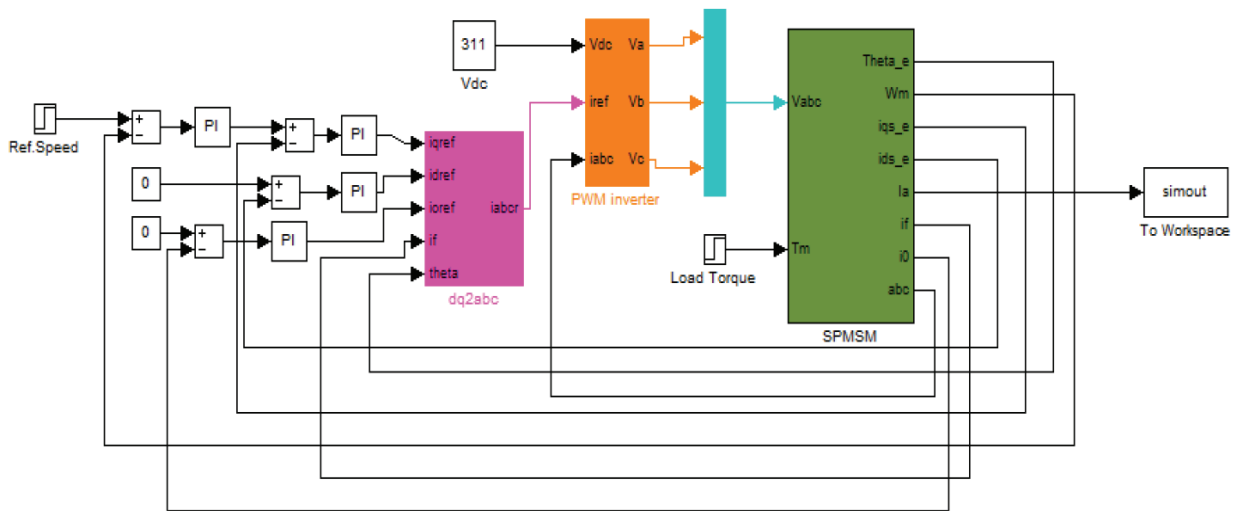 311
Vdc
Vdc
Va
iref
Vb
iabc
Vc
PWM inverter
Ref.Speed
+
−
PI
+
−
PI
0
+
−
PI
0
+
−
PI
iqref
idref
ioref
iabcr
if
theta
dq2abc
Load Torque
Vabc
Tm
Theta_e
Wm
iqs_e
ids_e
Ia
if
i0
abc
SPMSM
simout
To Workspace